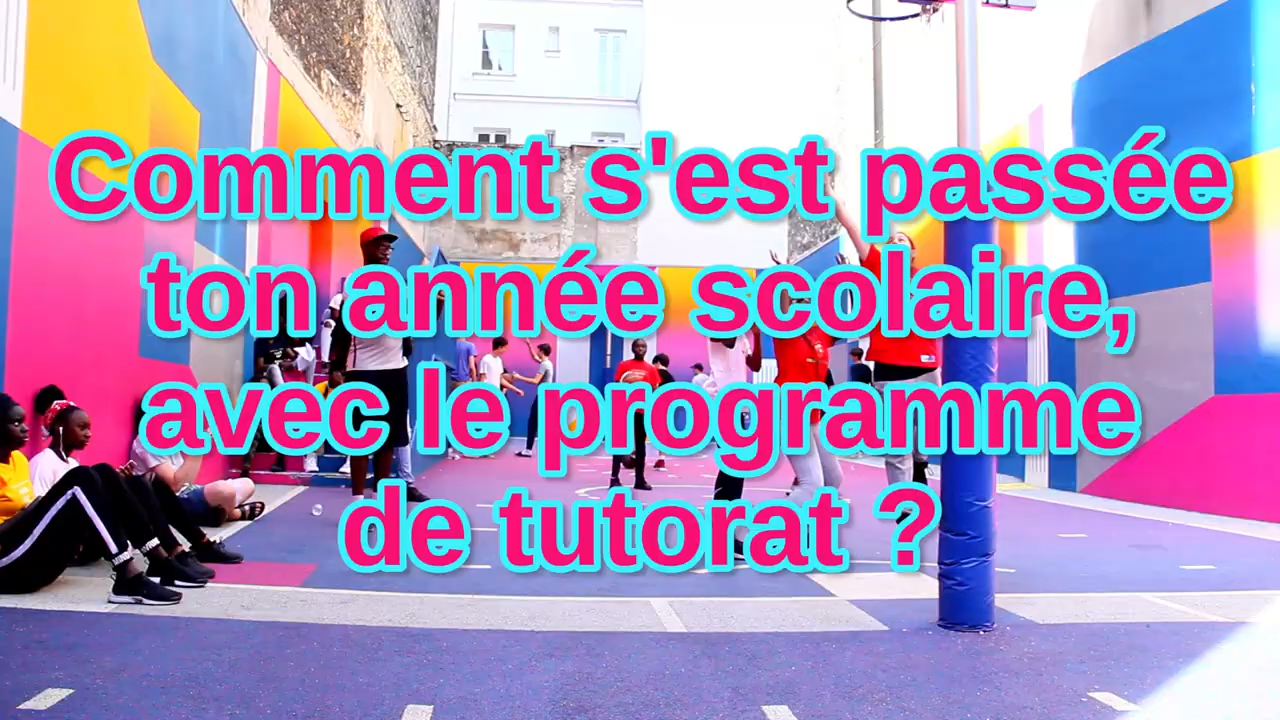 Comment s'est passée
ton année scolaire,
avec le programme
de tutorat ?